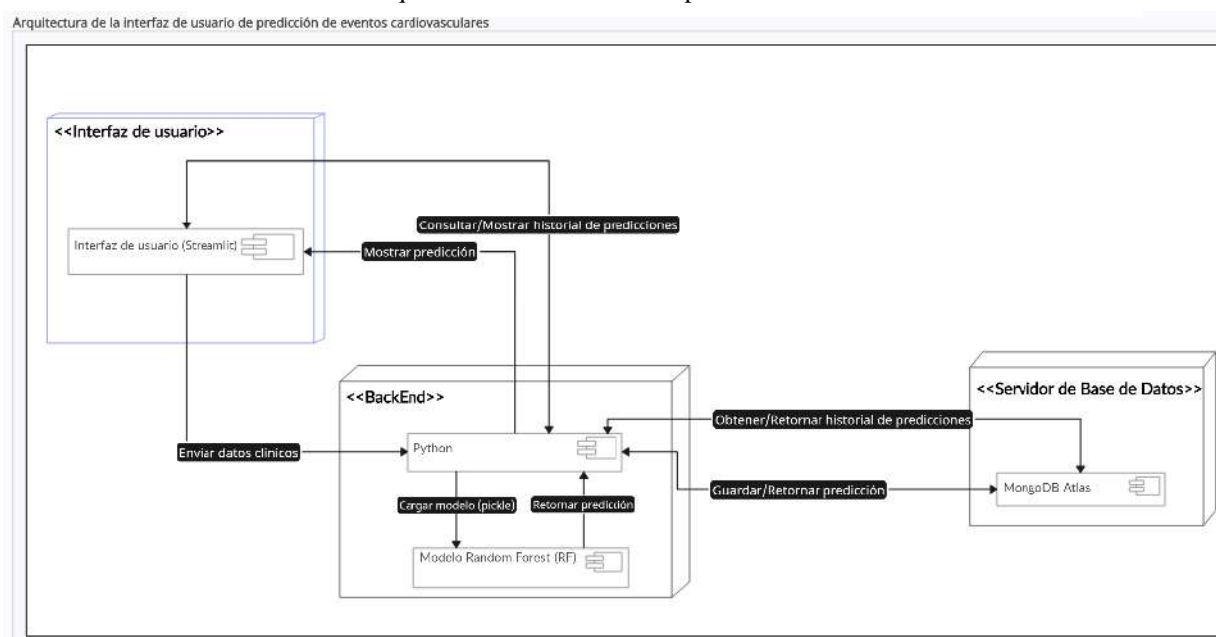 Arquitectura de la interfaz de usuario de predicción de eventos cardiovasculares
<<Interfaz de usuario>>
Consultar/Mostrar historial de predicciones
Interfaz de usuario (Streamlit)
Mostrar predicción
<<BackEnd>>
<<Servidor de Base de Datos>>
Obtener/Retornar historial de predicciones
Enviar datos clínicos
Python
Guardar/Retornar predicción
MongoDB Atlas
Cargar modelo (pickle)
Retornar predicción
Modelo Random Forest (RF)